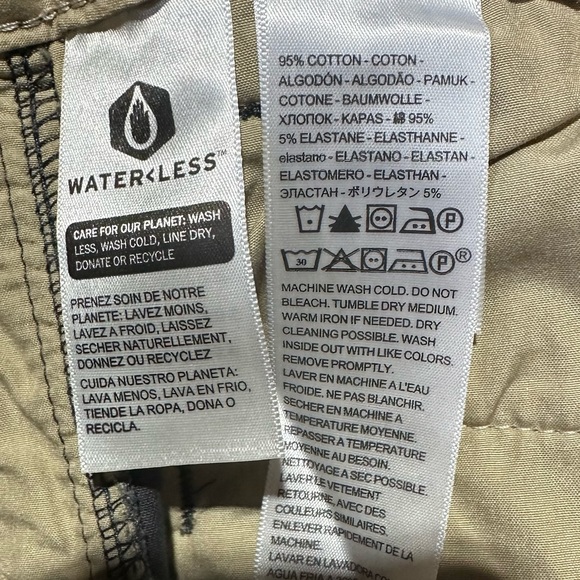 WATER<LESS™
CARE FOR OUR PLANET: WASH
LESS, WASH COLD, LINE DRY,
DONATE OR RECYCLE
PRENEZ SOIN DE NOTRE
PLANETE: LAVEZ MOINS,
LAVEZ A FROID, LAISSEZ
SECHER NATURELLEMENT,
DONNEZ OU RECYCLEZ
CUIDA NUESTRO PLANETA:
LAVA MENOS, LAVA EN FRIO,
TIENDE LA ROPA, DONA O
RECICLA.
95% COTTON - COTON -
ALGODÓN - ALGODÃO - PAMUK -
COTONE - BAUMWOLLE -
ХЛОПОК - KAPAS - 綿 95%
5% ELASTANE - ELASTHANNE -
elastano - ELASTANO - ELASTAN -
ELASTOMERO - ELASTHAN -
ЭЛАСТАН - ポリウレタン 5%
P
30 P ®
MACHINE WASH COLD. DO NOT
BLEACH. TUMBLE DRY MEDIUM.
WARM IRON IF NEEDED. DRY
CLEANING POSSIBLE. WASH
INSIDE OUT WITH LIKE COLORS.
REMOVE PROMPTLY.
LAVER EN MACHINE A L'EAU
FROIDE. NE PAS BLANCHIR.
SECHER EN MACHINE A
TEMPERATURE MOYENNE.
REPASSER A TEMPERATURE
MOYENNE AU BESOIN.
NETTOYAGE A SEC POSSIBLE.
LAVER LE VETEMENT
RETOURNE, AVEC DES
COULEURS SIMILAIRES.
ENLEVER RAPIDEMENT DE LA
MACHINE.
LAVAR EN LAVADORA CON
AGUA FRIA